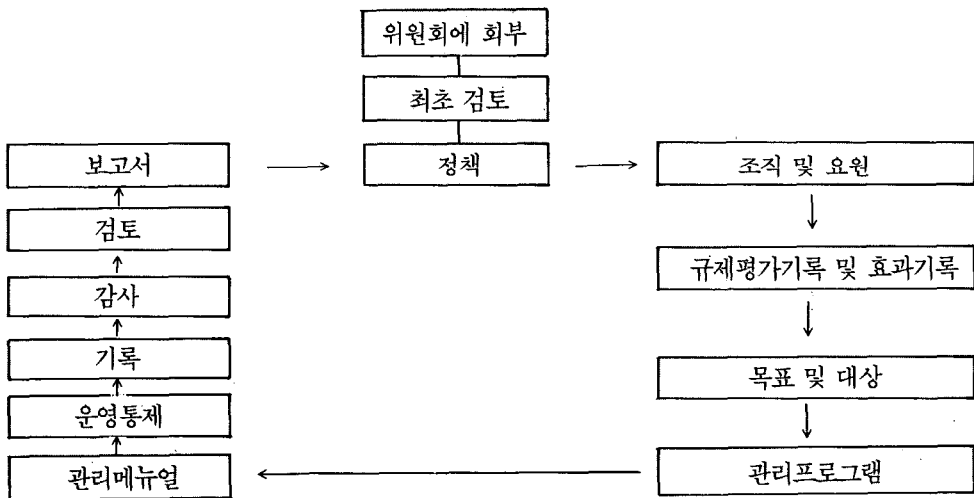 위원회에 회부
최초 검토
보고서
정책
조직 및 요원
검토
규제평가기록 및 효과기록
감사
기록
목표 및 대상
운영통제
관리메뉴얼
관리프로그램